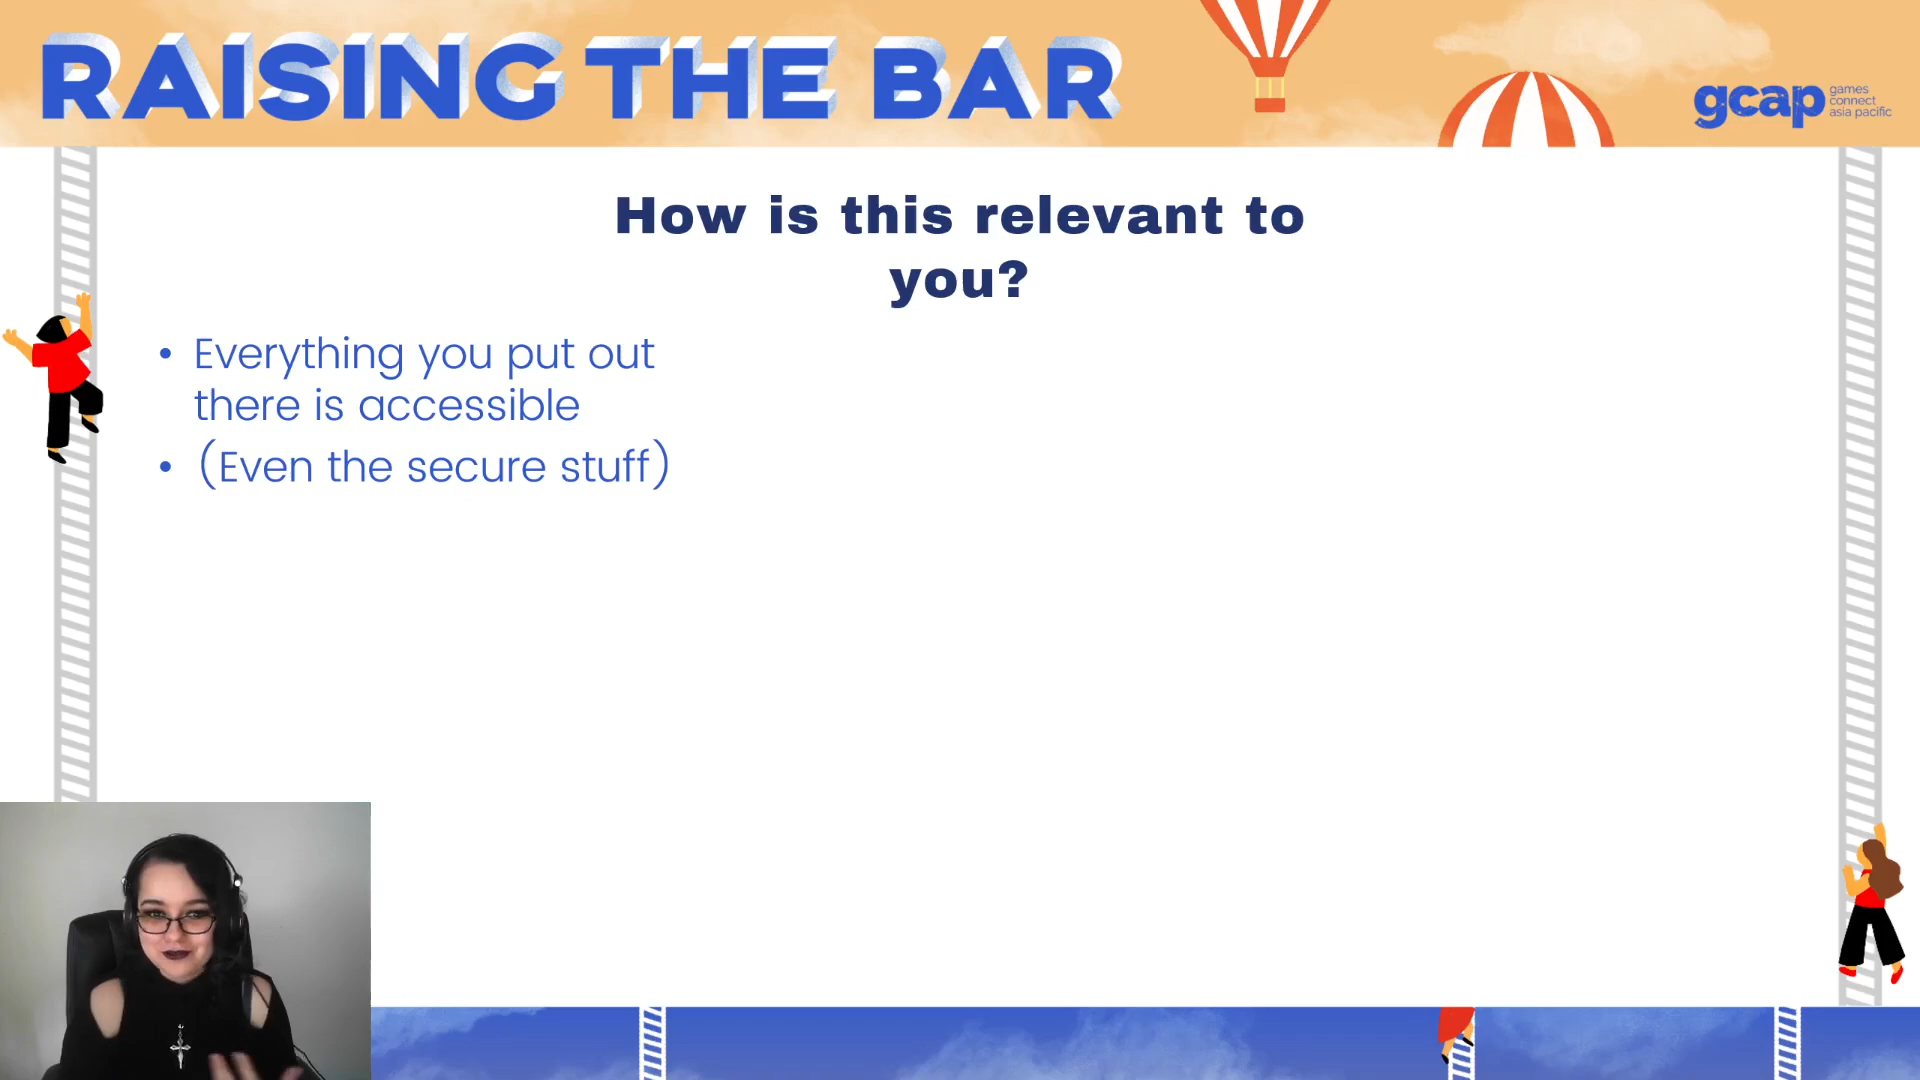 RAISING THE BAR
gcap
games
connect
asia pacific
How is this relevant to
you?
• Everything you put out
there is accessible
• (Even the secure stuff)